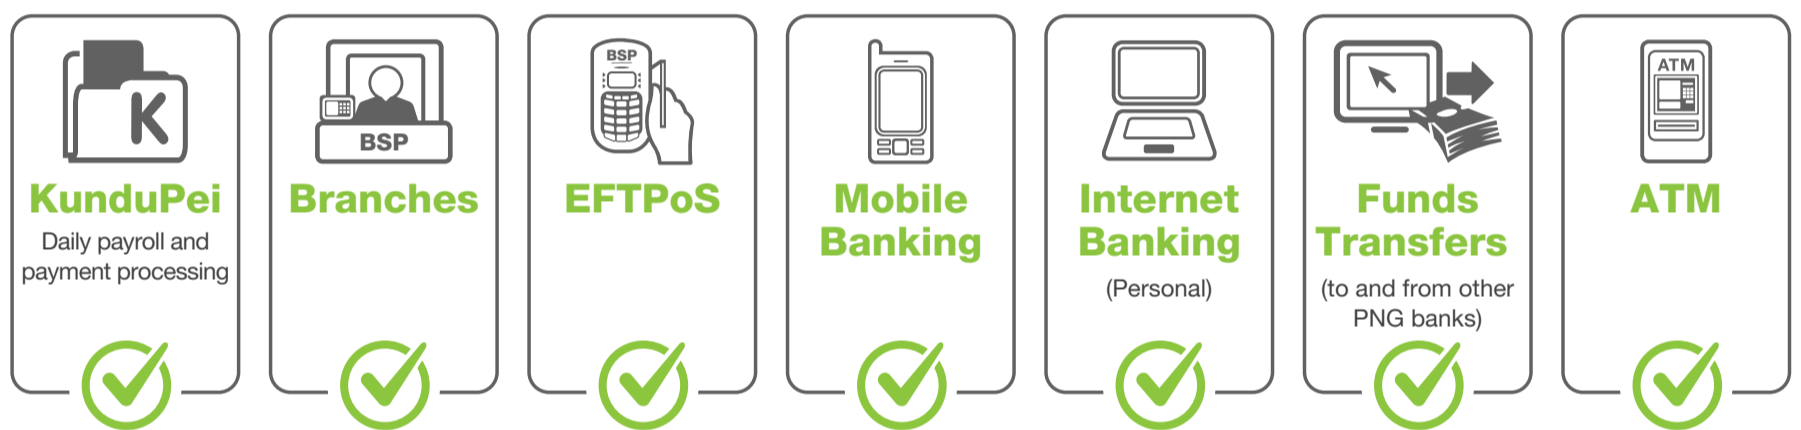 K
KunduPei
Daily payroll and
payment processing
BSP
Branches
BSP
EFTPoS
Mobile
Banking
Internet
Banking
(Personal)
Funds
Transfers
(to and from other
PNG banks)
ATM
ATM